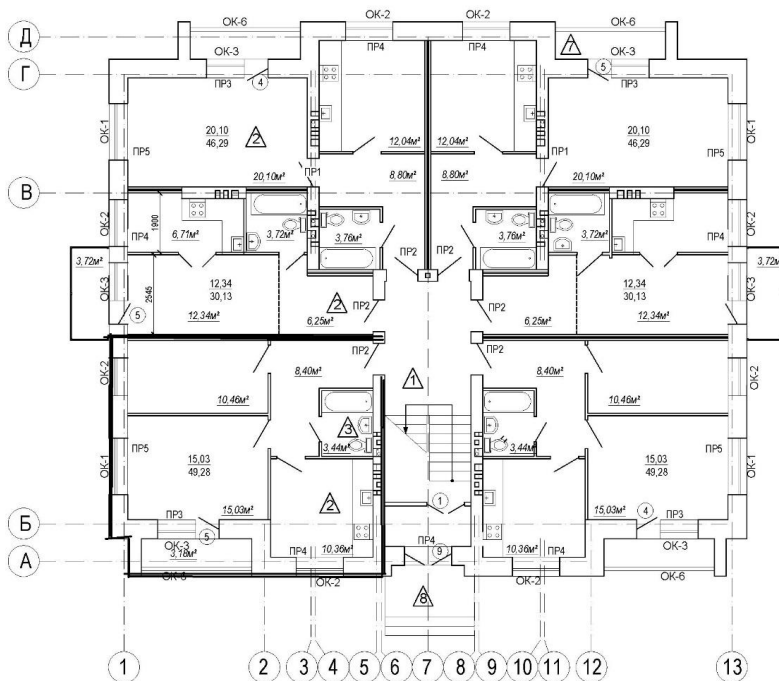 ОК-6 ОК-2 ОК-2 ОК-6
Д
ОК-3 ПР4 ПР4 7 ОК-3
Г
ПР3 4 5 ПР3
ОК-1 ОК-1
20,10 2 12,04м² 12,04м² 20,10
46,29 46,29
ПР5 ПР1 8,80м² 8,80м² ПР1 ПР5
20,10м² 20,10м²
В
ОК-2 1900 ОК-2
ПР4 6,71м² 3,72м² 3,76м² 3,76м² 3,72м² ПР4
ПР2 ПР2
3,72м² 3,72м²
ОК-3 2545 12,34 2 12,34 ОК-3
30,13 30,13
5 12,34м² 6,25м² ПР2 ПР2 6,25м² 12,34м² 5
ПР2 ПР2
ОК-2 8,40м² 1 8,40м² ОК-2
10,46м² 10,46м²
3
ПР5 15,03 3,44м² 3,44м² 15,03 ПР5
49,28 49,28
ОК-1 ОК-1
2
ПР3 15,03м² 1 15,03м² 4 ПР3
Б
5 ПР4
ОК-3 3,18м² ПР4 10,36м² 9 10,36м² ПР4 ОК-3
А
ОК-6 ОК-2 8 ОК-2 ОК-6
1 2 3 4 5 6 7 8 9 10 11 12 13